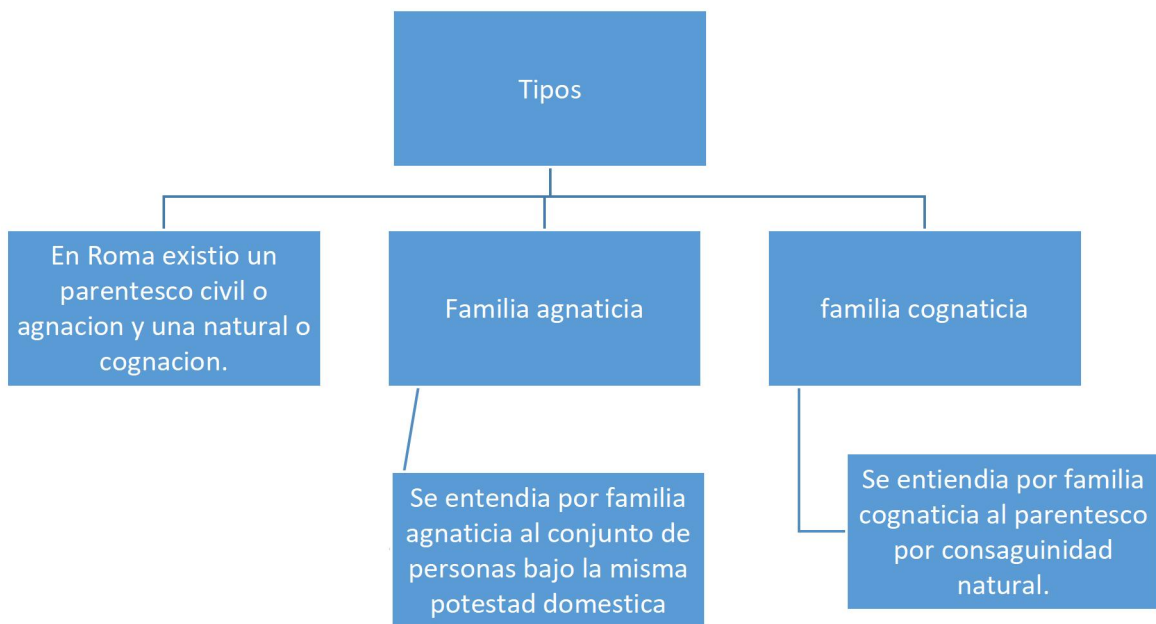 Tipos
En Roma existio un
parentesco civil o
agnacion y una natural o
cognacion.
Familia agnaticia
familia cognaticia
Se entendia por familia
agnaticia al conjunto de
personas bajo la misma
potestad domestica
Se entiendia por familia
cognaticia al parentesco
por consaguinidad
natural.